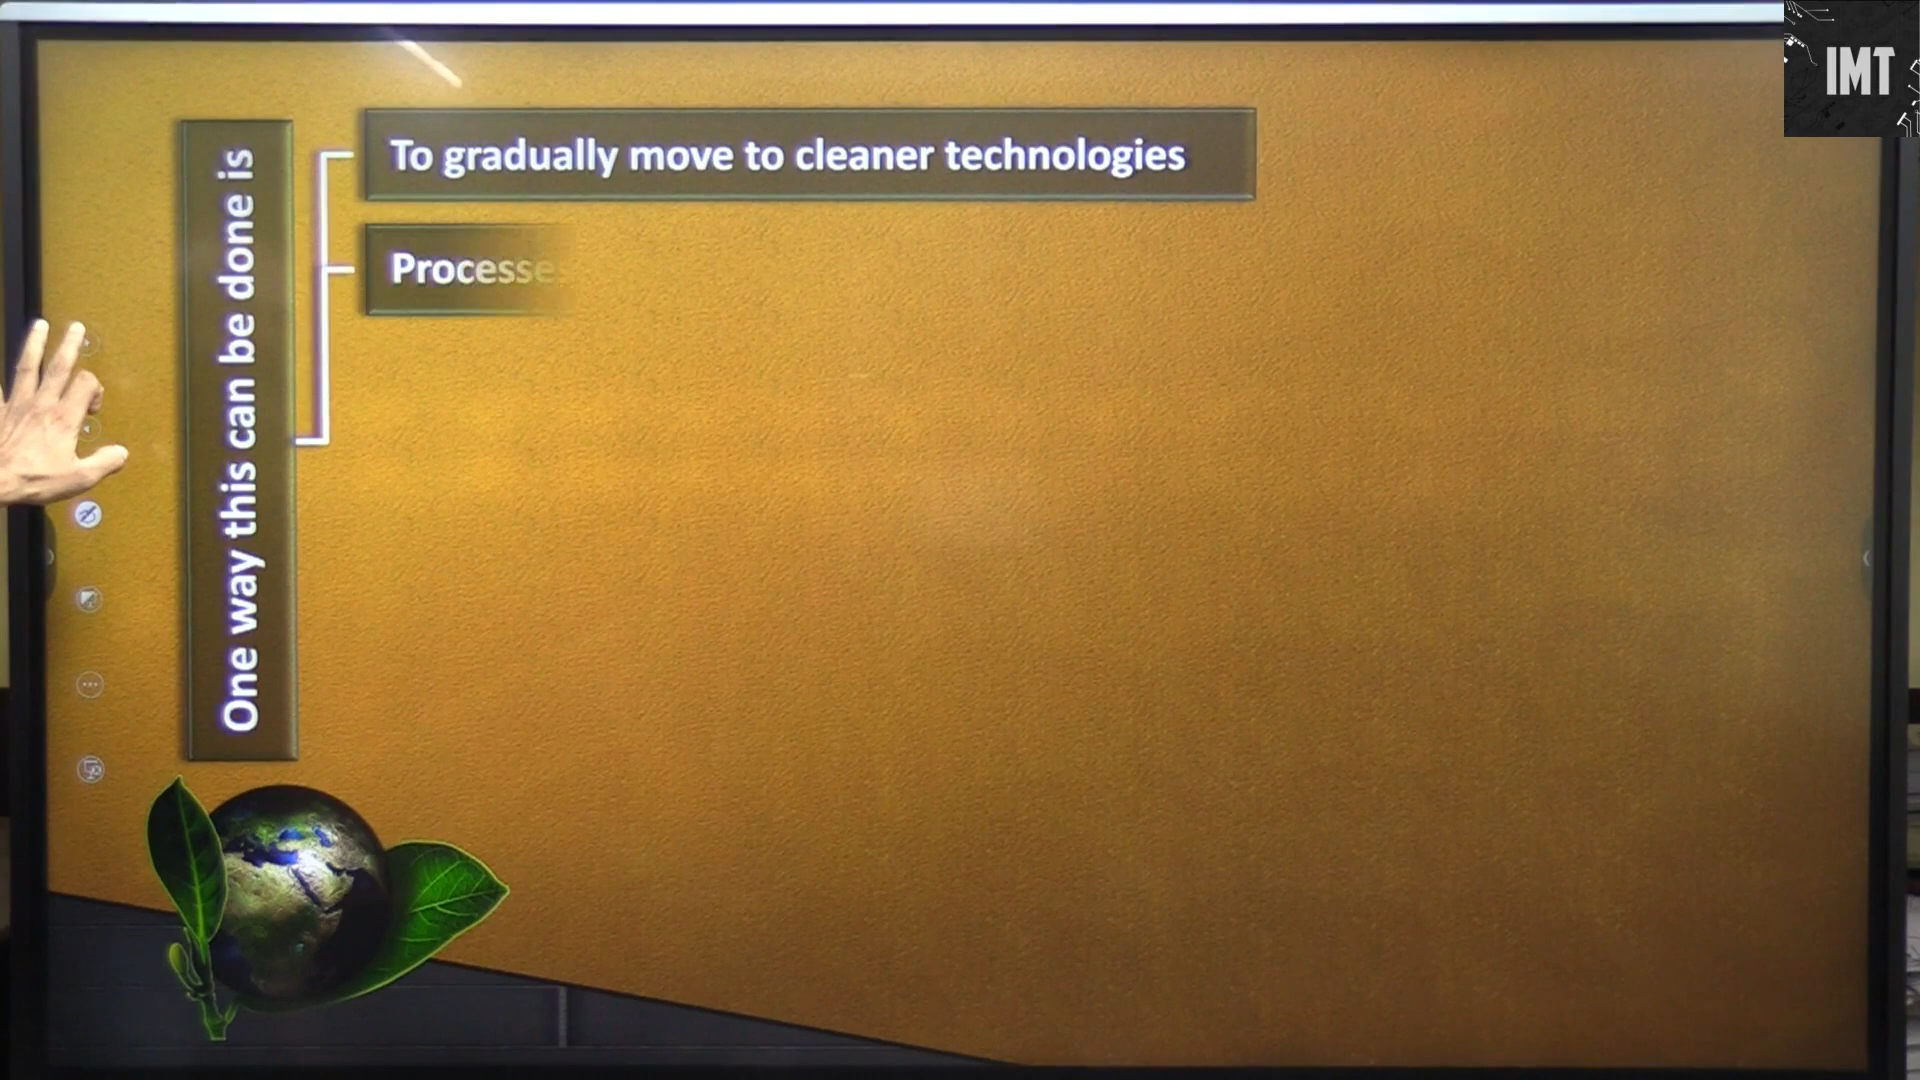 IMT
One way this can be done is
To gradually move to cleaner technologies
Processe